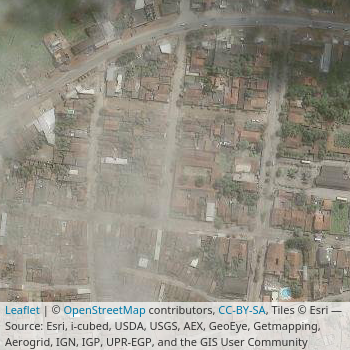 Leaflet | © OpenStreetMap contributors, CC-BY-SA, Tiles © Esri —
Source: Esri, i-cubed, USDA, USGS, AEX, GeoEye, Getmapping,
Aerogrid, IGN, IGP, UPR-EGP, and the GIS User Community